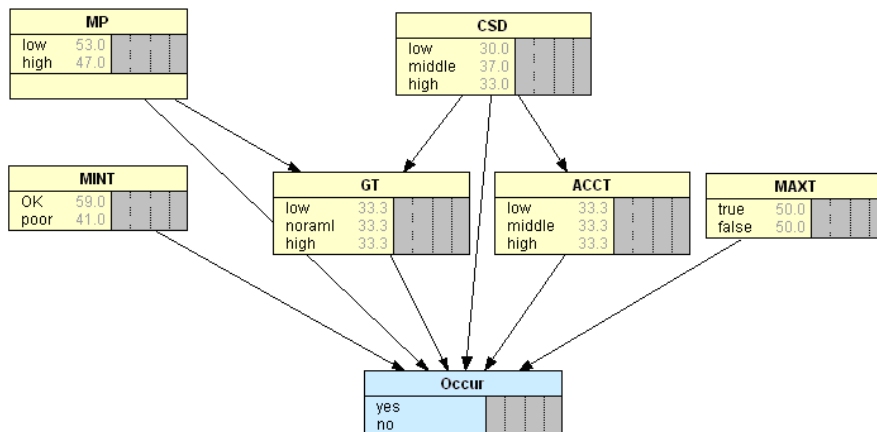 MP
low 53.0
high 47.0
CSD
low 30.0
middle 37.0
high 33.0
MINT
OK 59.0
poor 41.0
GT
low 33.3
noraml 33.3
high 33.3
ACCT
low 33.3
middle 33.3
high 33.3
MAXT
true 50.0
false 50.0
Occur
yes
no